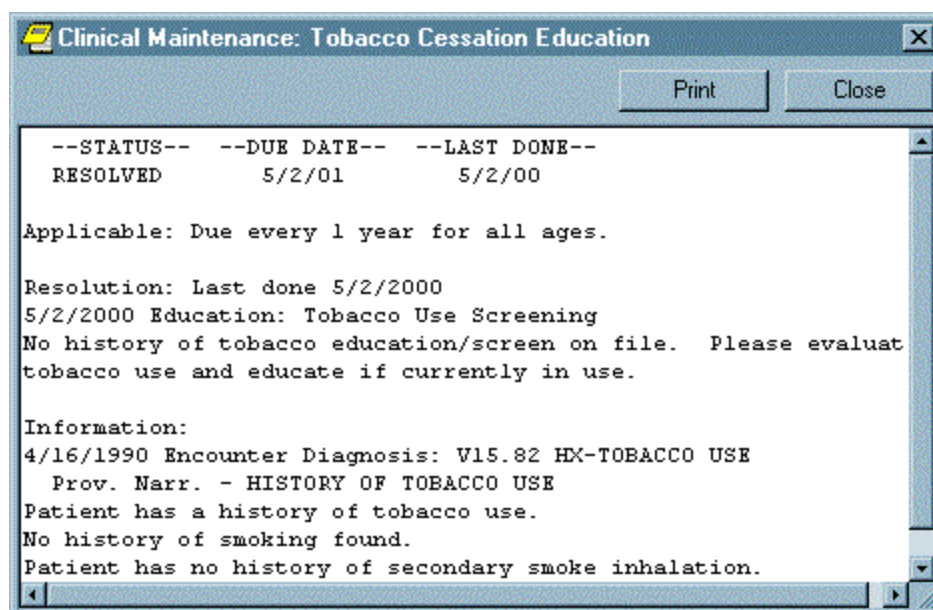 Clinical Maintenance: Tobacco Cessation Education
Print Close
--STATUS-- --DUE DATE-- --LAST DONE--
RESOLVED 5/2/01 5/2/00
Applicable: Due every 1 year for all ages.
Resolution: Last done 5/2/2000
5/2/2000 Education: Tobacco Use Screening
No history of tobacco education/screen on file. Please evaluat
tobacco use and educate if currently in use.
Information:
4/16/1990 Encounter Diagnosis: V15.82 HX-TOBACCO USE
Prov. Narr. - HISTORY OF TOBACCO USE
Patient has a history of tobacco use.
No history of smoking found.
Patient has no history of secondary smoke inhalation.